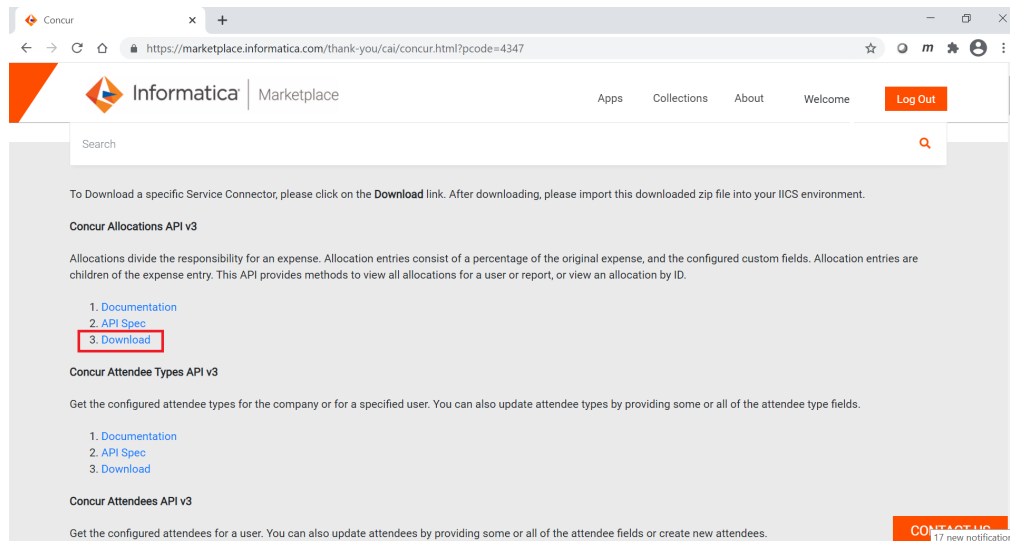 Concur
https://marketplace.informatica.com/thank-you/cai/concur.html?pcode=4347
m
Informatica Marketplace
Apps Collections About Welcome Log Out
Search
To Download a specific Service Connector, please click on the Download link. After downloading, please import this downloaded zip file into your IICS environment.
Concur Allocations API v3
Allocations divide the responsibility for an expense. Allocation entries consist of a percentage of the original expense, and the configured custom fields. Allocation entries are
children of the expense entry. This API provides methods to view all allocations for a user or report, or view an allocation by ID.
1. Documentation
2. API Spec
3. Download
Concur Attendee Types API v3
Get the configured attendee types for the company or for a specified user. You can also update attendee types by providing some or all of the attendee type fields.
1. Documentation
2. API Spec
3. Download
Concur Attendees API v3
Get the configured attendees for a user. You can also update attendees by providing some or all of the attendee fields or create new attendees.
CONTACT US
17 new notification